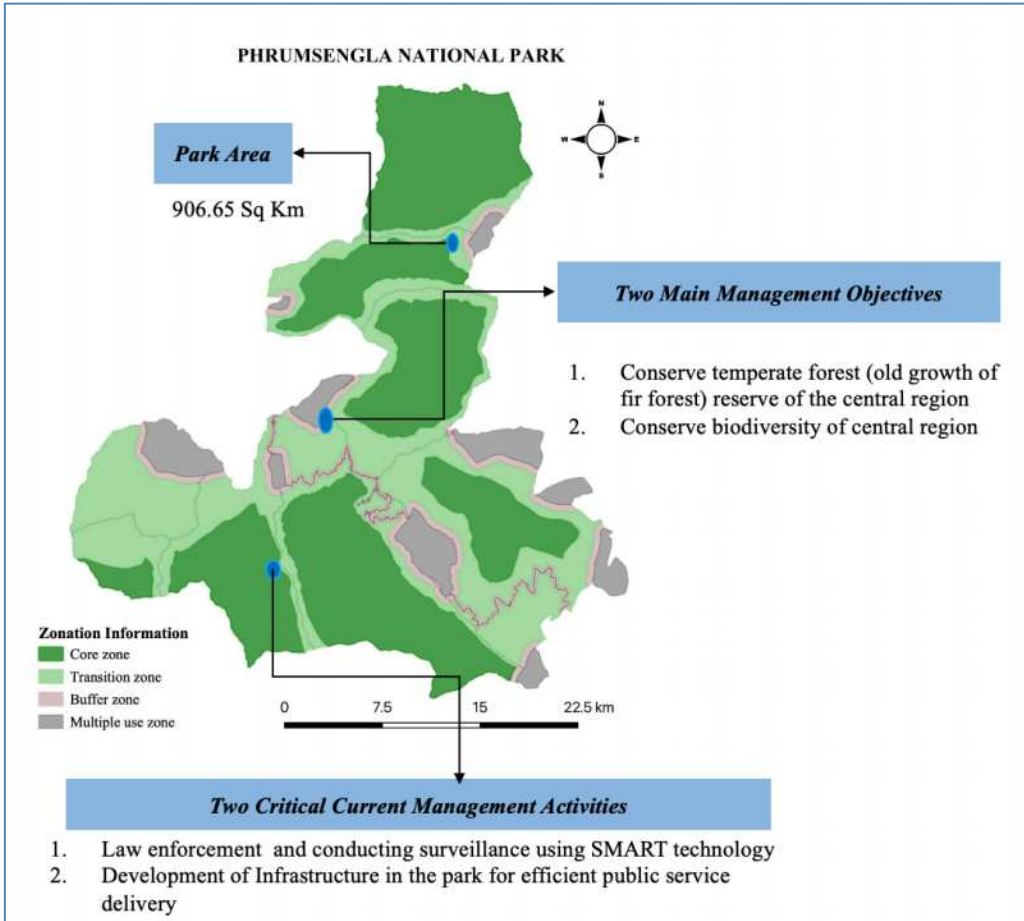 PHRUMSENGLA NATIONAL PARK
N
W
E
S
Park Area
906.65 Sq Km
Two Main Management Objectives
1. Conserve temperate forest (old growth of
fir forest) reserve of the central region
2. Conserve biodiversity of central region
Zonation Information
Core zone
Transition zone
Buffer zone
Multiple use zone
0 7.5 15 22.5 km
Two Critical Current Management Activities
1. Law enforcement and conducting surveillance using SMART technology
2. Development of Infrastructure in the park for efficient public service
delivery